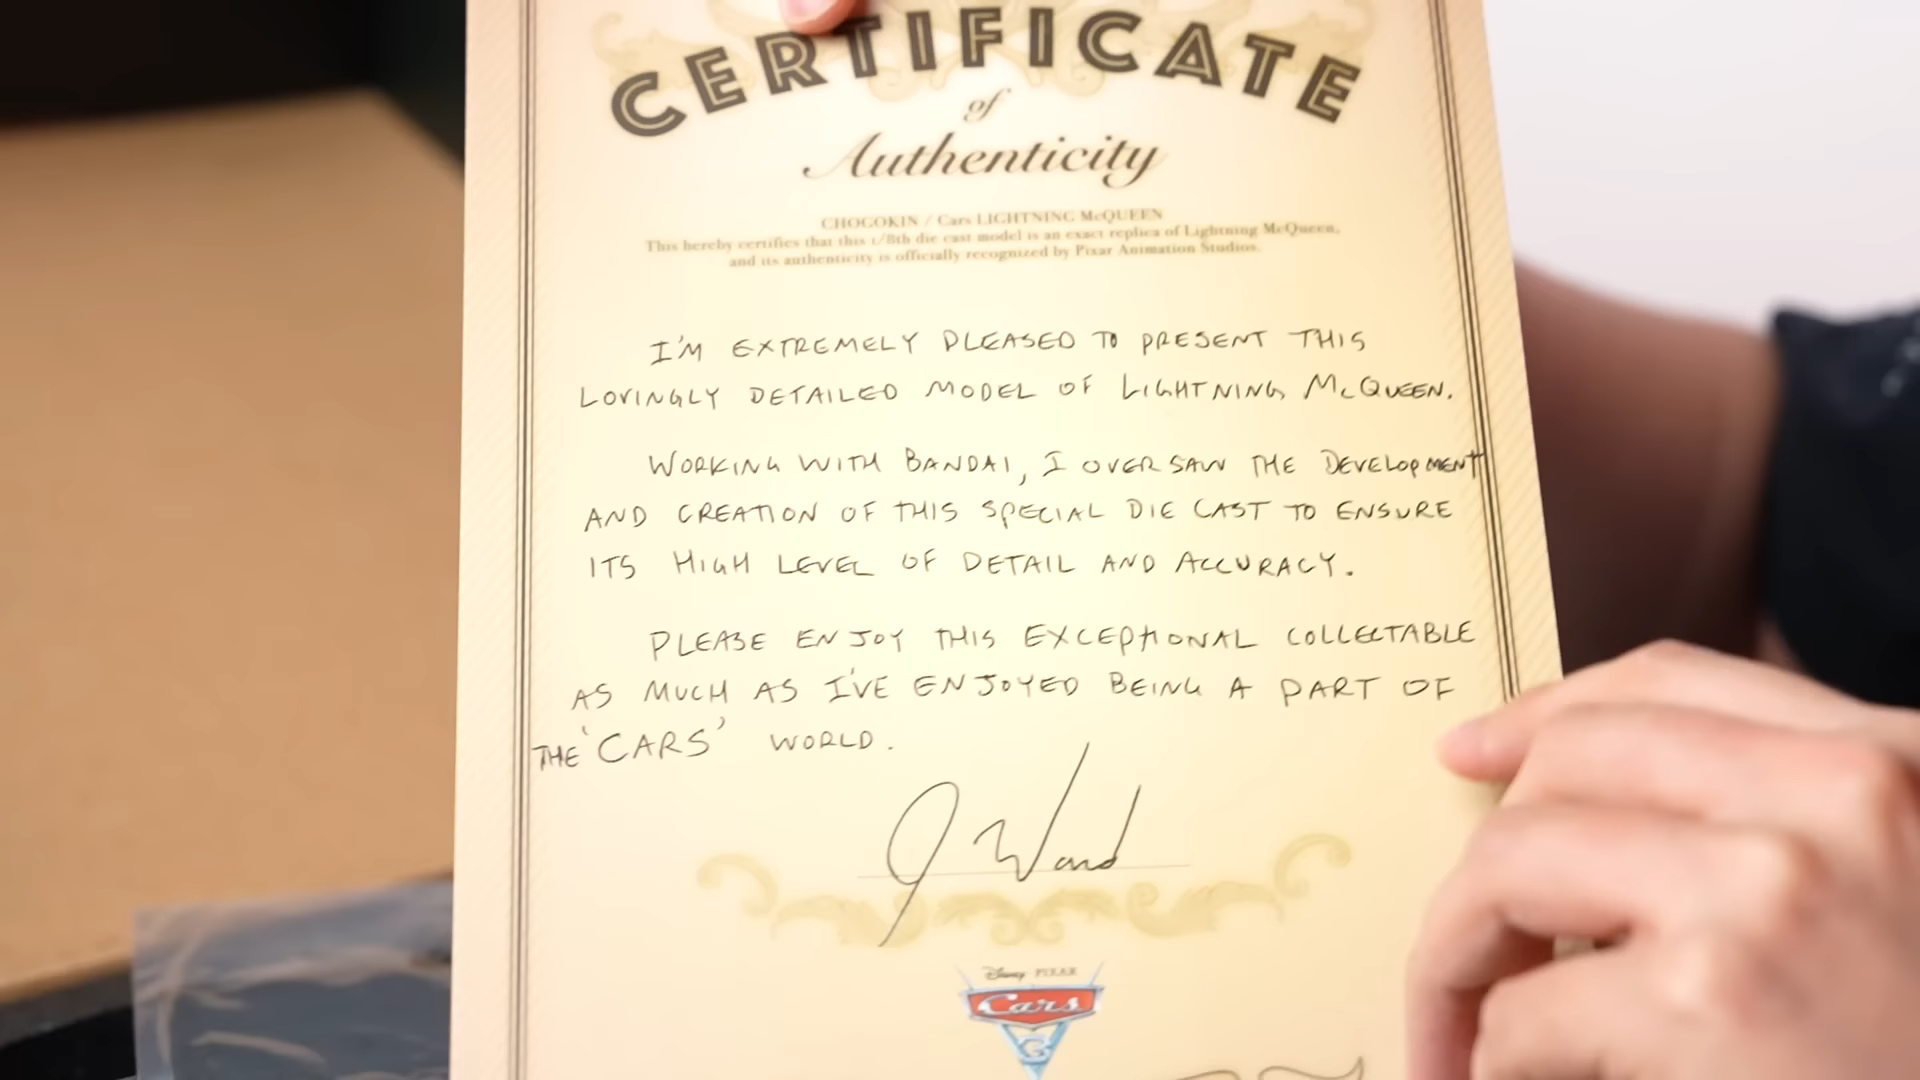 CERTIFICATE
of
Authenticity
CHOGOKIN / Cars LIGHTNING McQUEEN
This hereby certifies that this 1/8th die cast model is an exact replica of Lightning McQueen,
and its authenticity is officially recognized by Pixar Animation Studios.
I'M EXTREMELY PLEASED TO PRESENT THIS
LOVINGLY DETAILED MODEL OF LIGHTNING McQUEEN.
WORKING WITH BANDAI, I OVERSAW THE DEVELOPMENT
AND CREATION OF THIS SPECIAL DIE CAST TO ENSURE
ITS HIGH LEVEL OF DETAIL AND ACCURACY.
PLEASE ENJOY THIS EXCEPTIONAL COLLECTABLE
AS MUCH AS I'VE ENJOYED BEING A PART OF
THE 'CARS' WORLD.
J Ward
Disney PIXAR
Cars
3